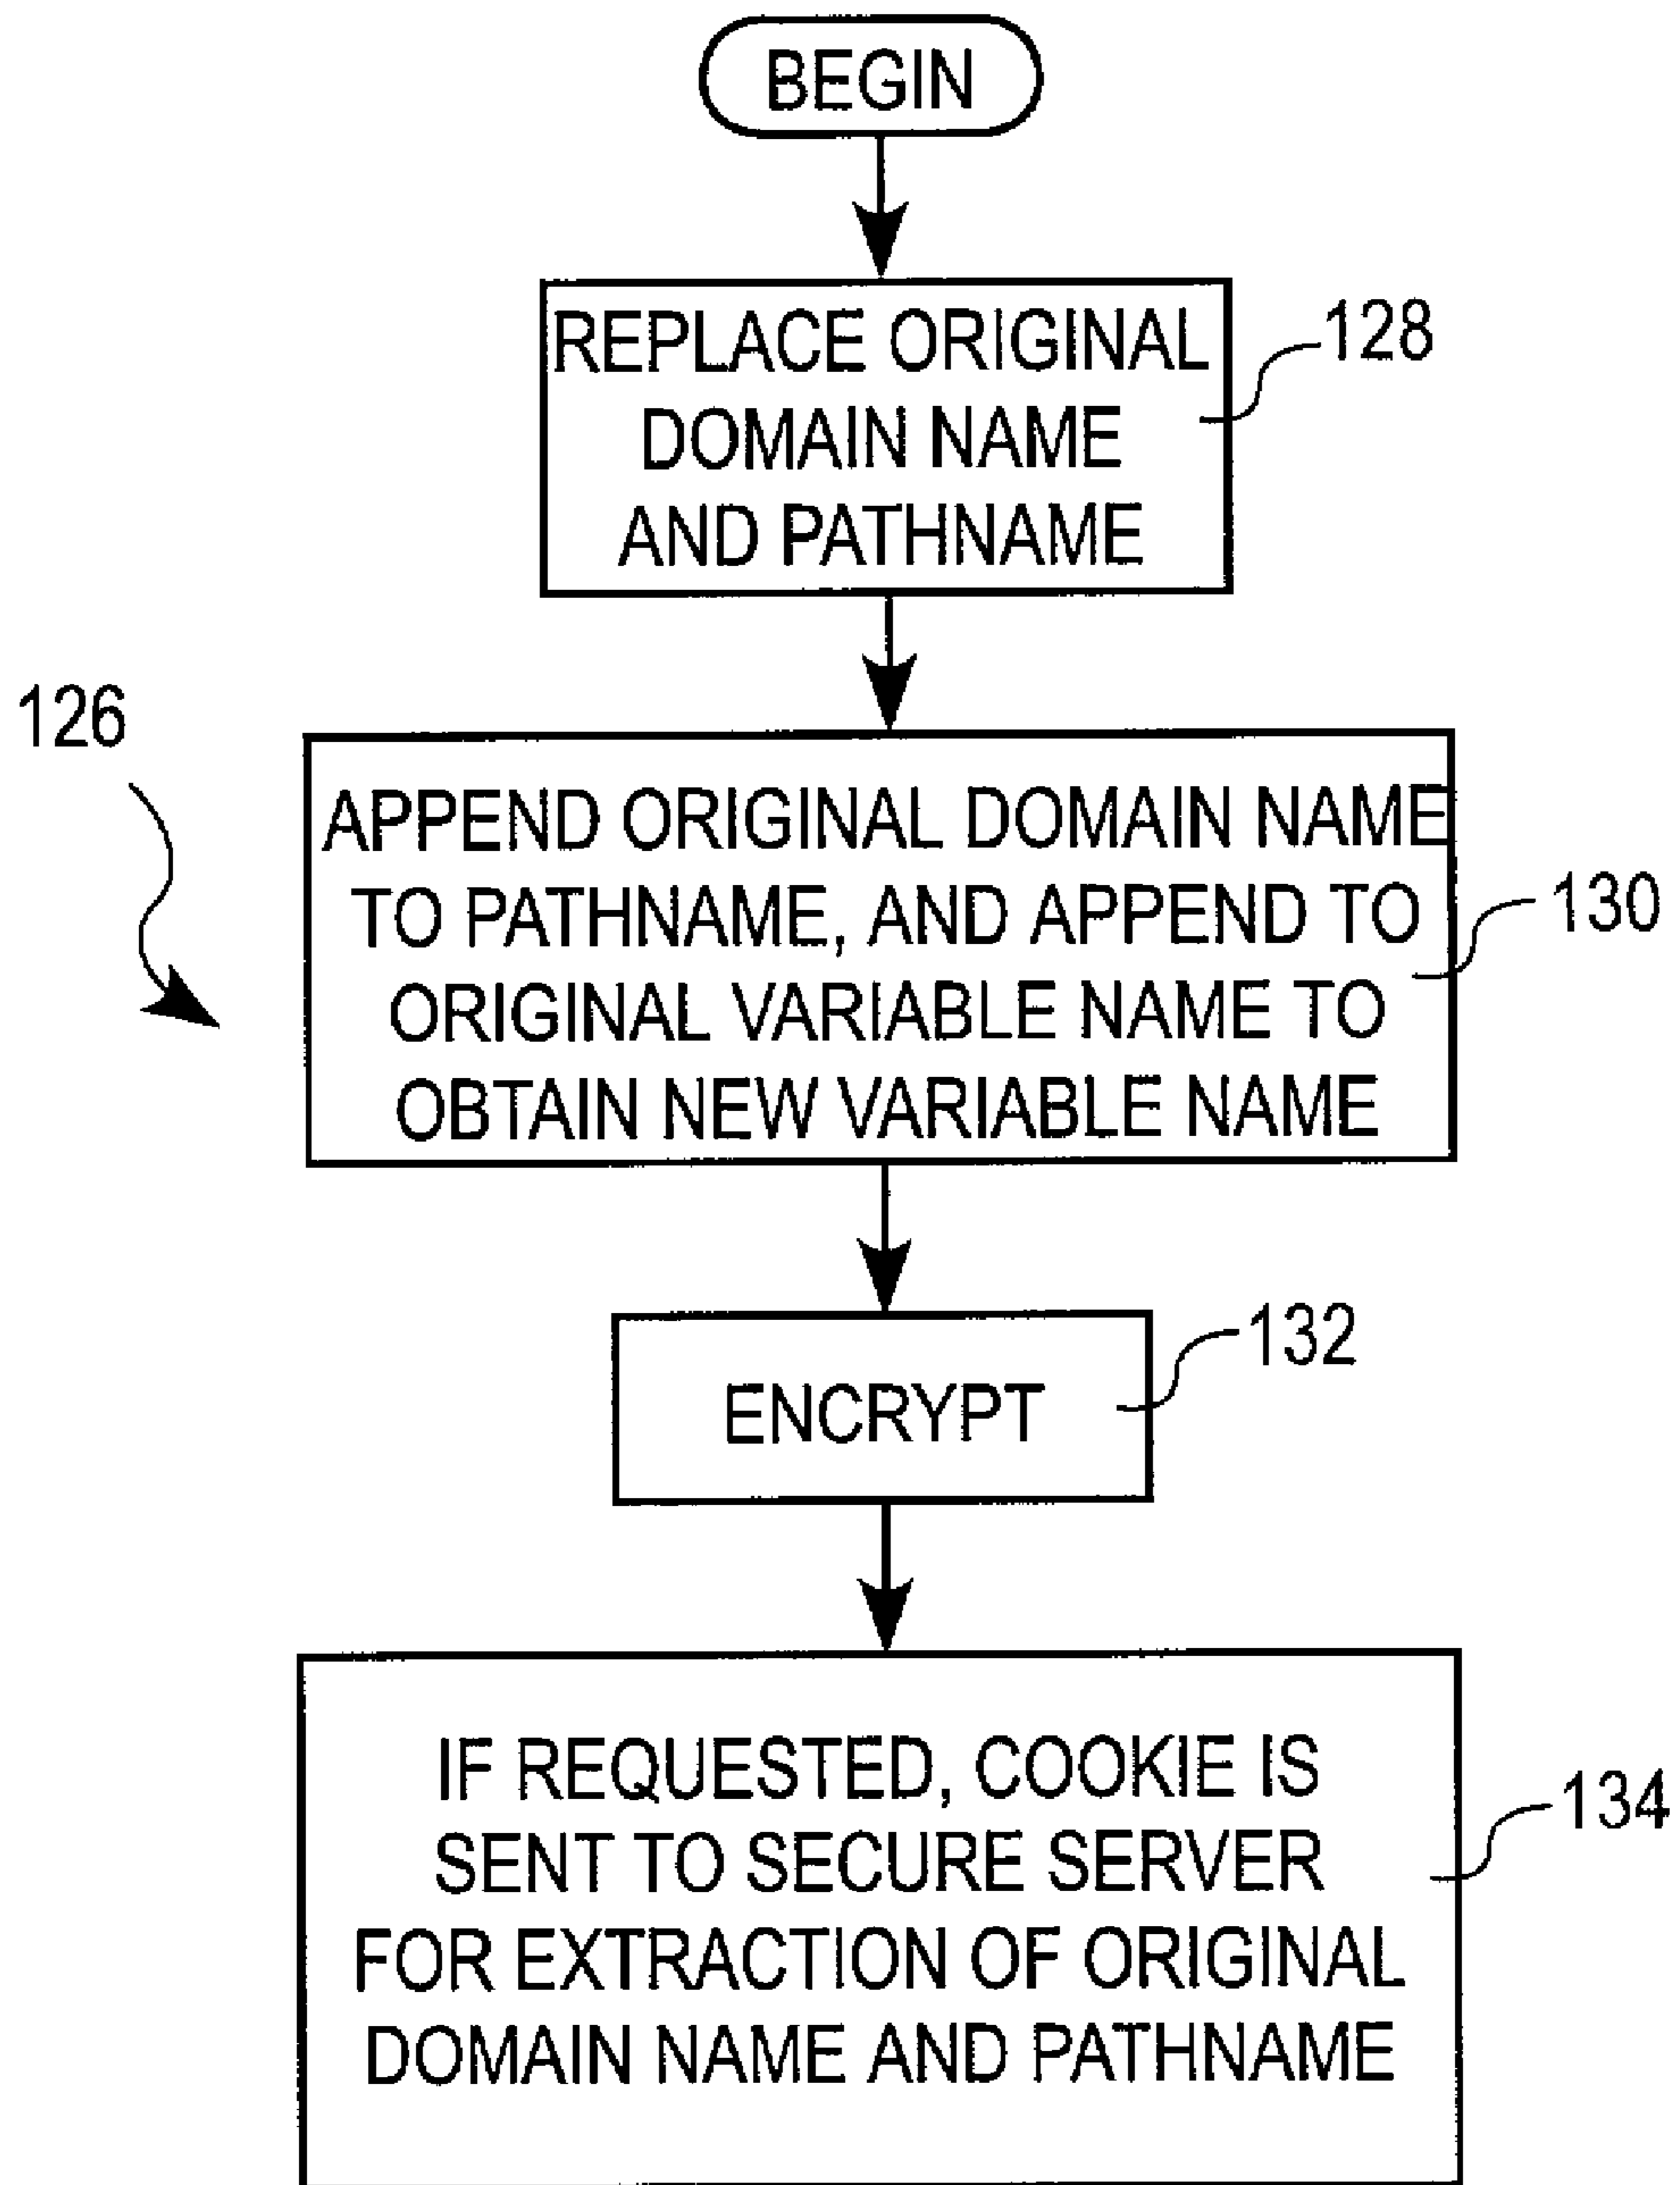 BEGIN
REPLACE ORIGINAL
DOMAIN NAME
AND PATHNAME
128
126
APPEND ORIGINAL DOMAIN NAME
TO PATHNAME, AND APPEND TO
ORIGINAL VARIABLE NAME TO
OBTAIN NEW VARIABLE NAME
130
ENCRYPT
132
IF REQUESTED, COOKIE IS
SENT TO SECURE SERVER
FOR EXTRACTION OF ORIGINAL
DOMAIN NAME AND PATHNAME
134